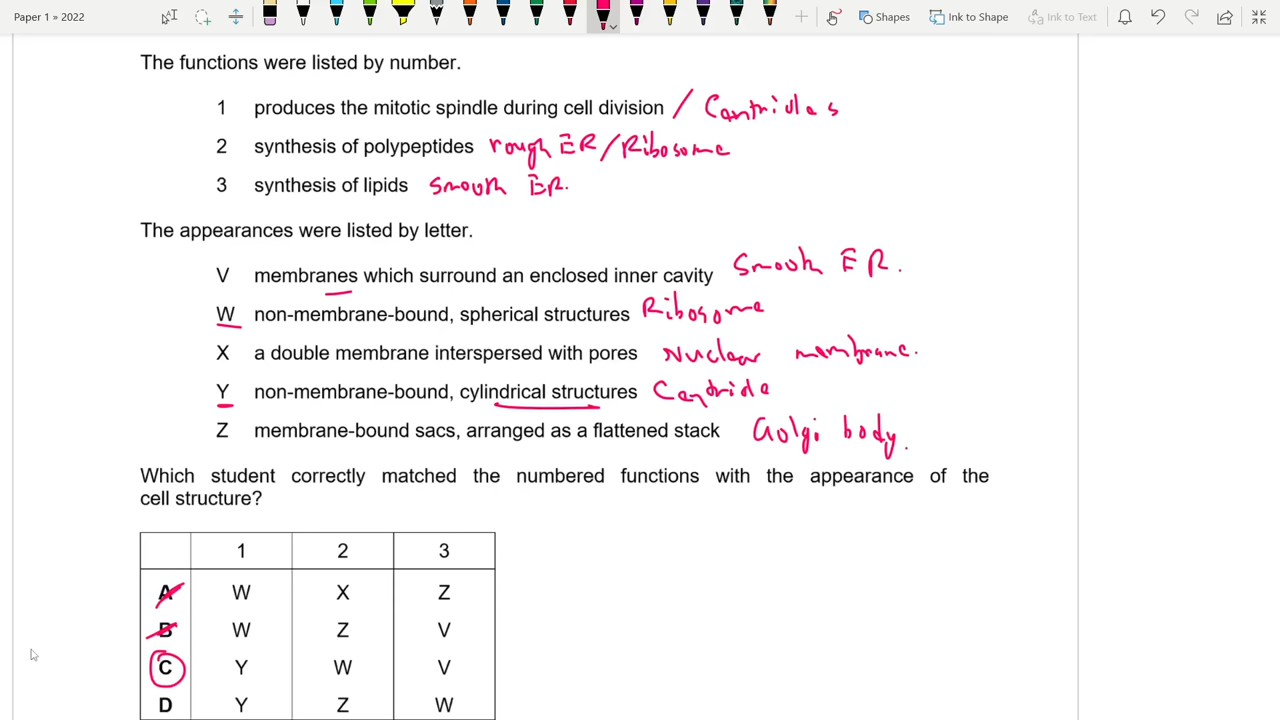 Paper 1 » 2022
Shapes
Ink to Shape
Ink to Text
The functions were listed by number.
1 produces the mitotic spindle during cell division / Centrioles
2 synthesis of polypeptides rough ER/Ribosome
3 synthesis of lipids Smooth ER.
The appearances were listed by letter.
V membranes which surround an enclosed inner cavity Smooth ER.
W non-membrane-bound, spherical structures Ribosome
X a double membrane interspersed with pores Nuclear membrane.
Y non-membrane-bound, cylindrical structures Centriole
Z membrane-bound sacs, arranged as a flattened stack Golgi body.
Which student correctly matched the numbered functions with the appearance of the
cell structure?
1 2 3
A W X Z
B W Z V
C Y W V
D Y Z W